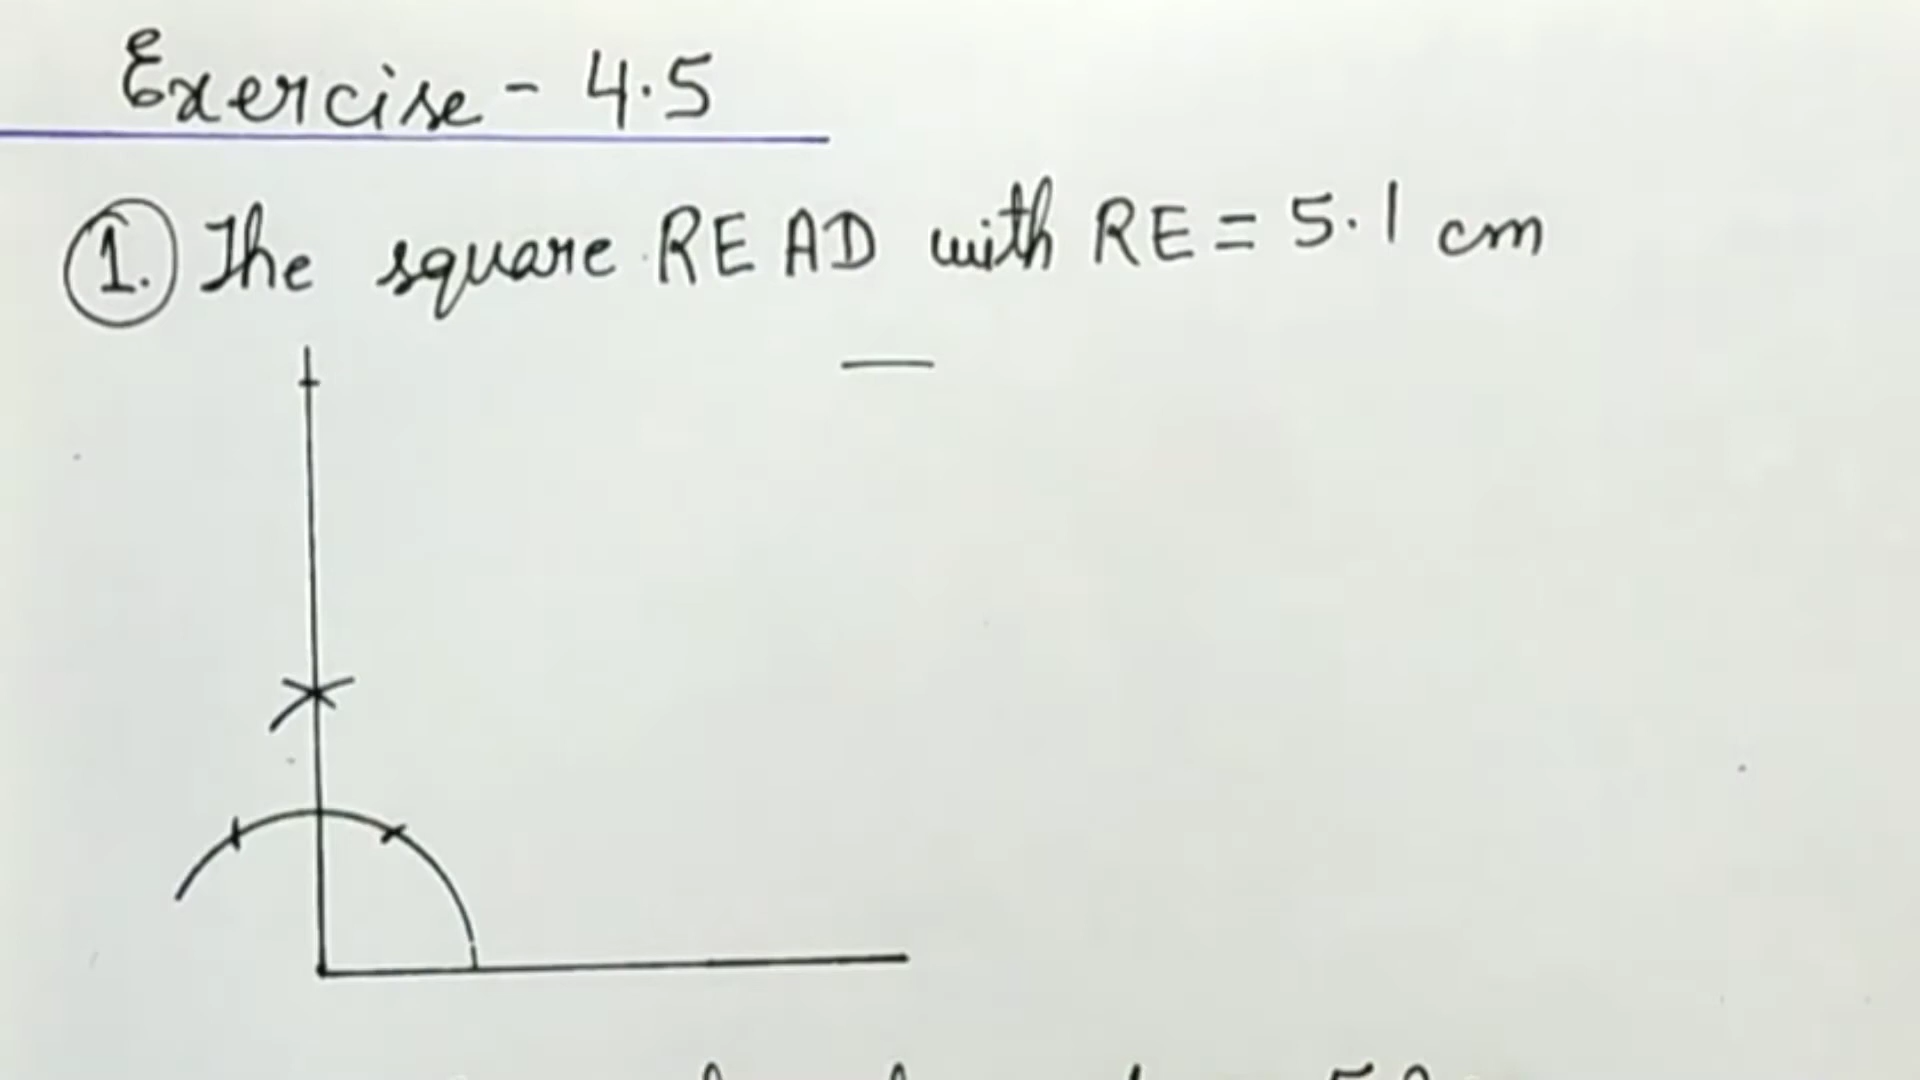 Exercise - 4.5
1. The square READ with RE = 5.1 cm